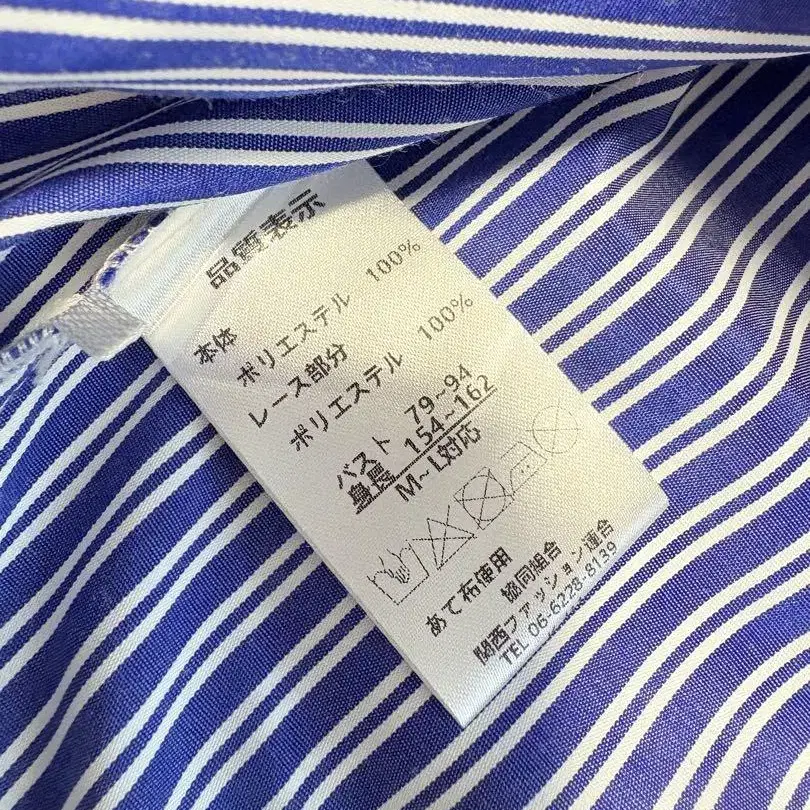 品質表示
本体
ポリエステル 100%
レース部分
ポリエステル 100%
バスト 79~94
身長 154~162
M~L対応
あて布使用
協同組合
関西ファッション連合
TEL 06-6228-8139